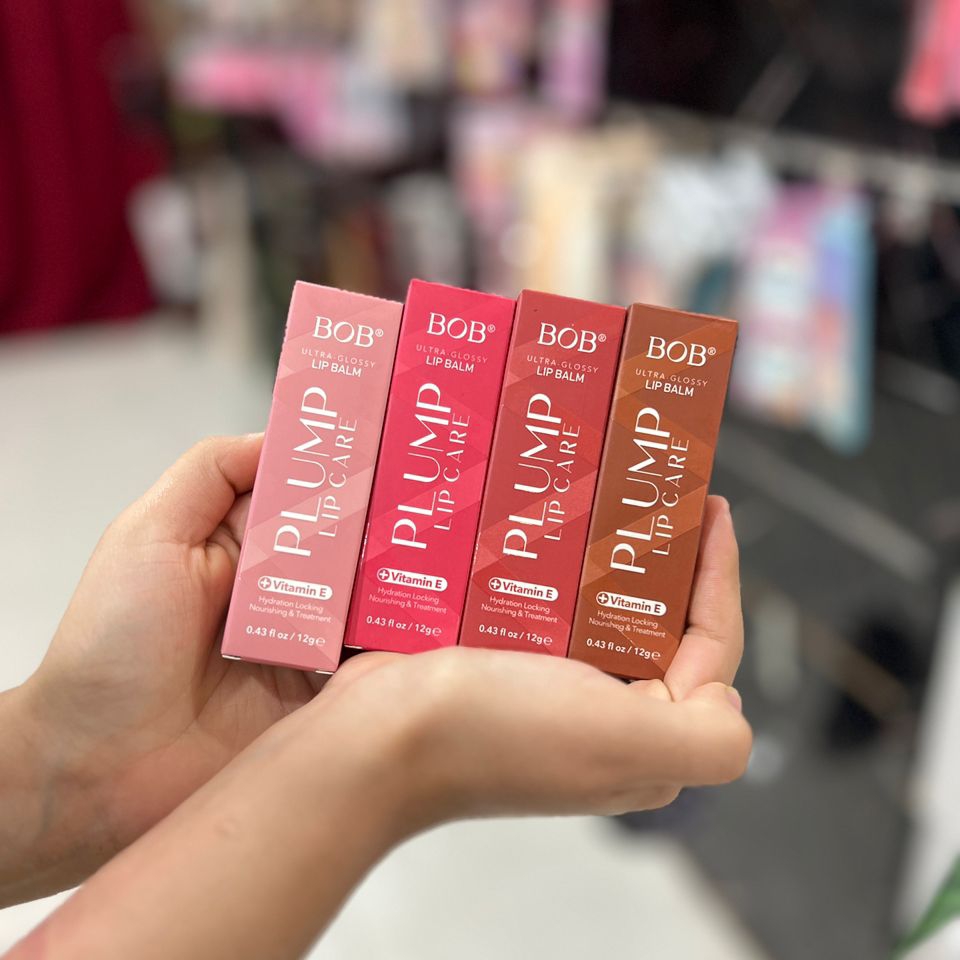 BOB®
ULTRA-GLOSSY
LIP BALM
PLUMP
LIP CARE
Vitamin E
Hydration Locking
Nourishing & Treatment
0.43 fl oz / 12g℮
BOB®
ULTRA-GLOSSY
LIP BALM
PLUMP
LIP CARE
Vitamin E
Hydration Locking
Nourishing & Treatment
0.43 fl oz / 12g℮
BOB®
ULTRA-GLOSSY
LIP BALM
PLUMP
LIP CARE
Vitamin E
Hydration Locking
Nourishing & Treatment
0.43 fl oz / 12g℮
BOB®
ULTRA-GLOSSY
LIP BALM
PLUMP
LIP CARE
Vitamin E
Hydration Locking
Nourishing & Treatment
0.43 fl oz / 12g℮